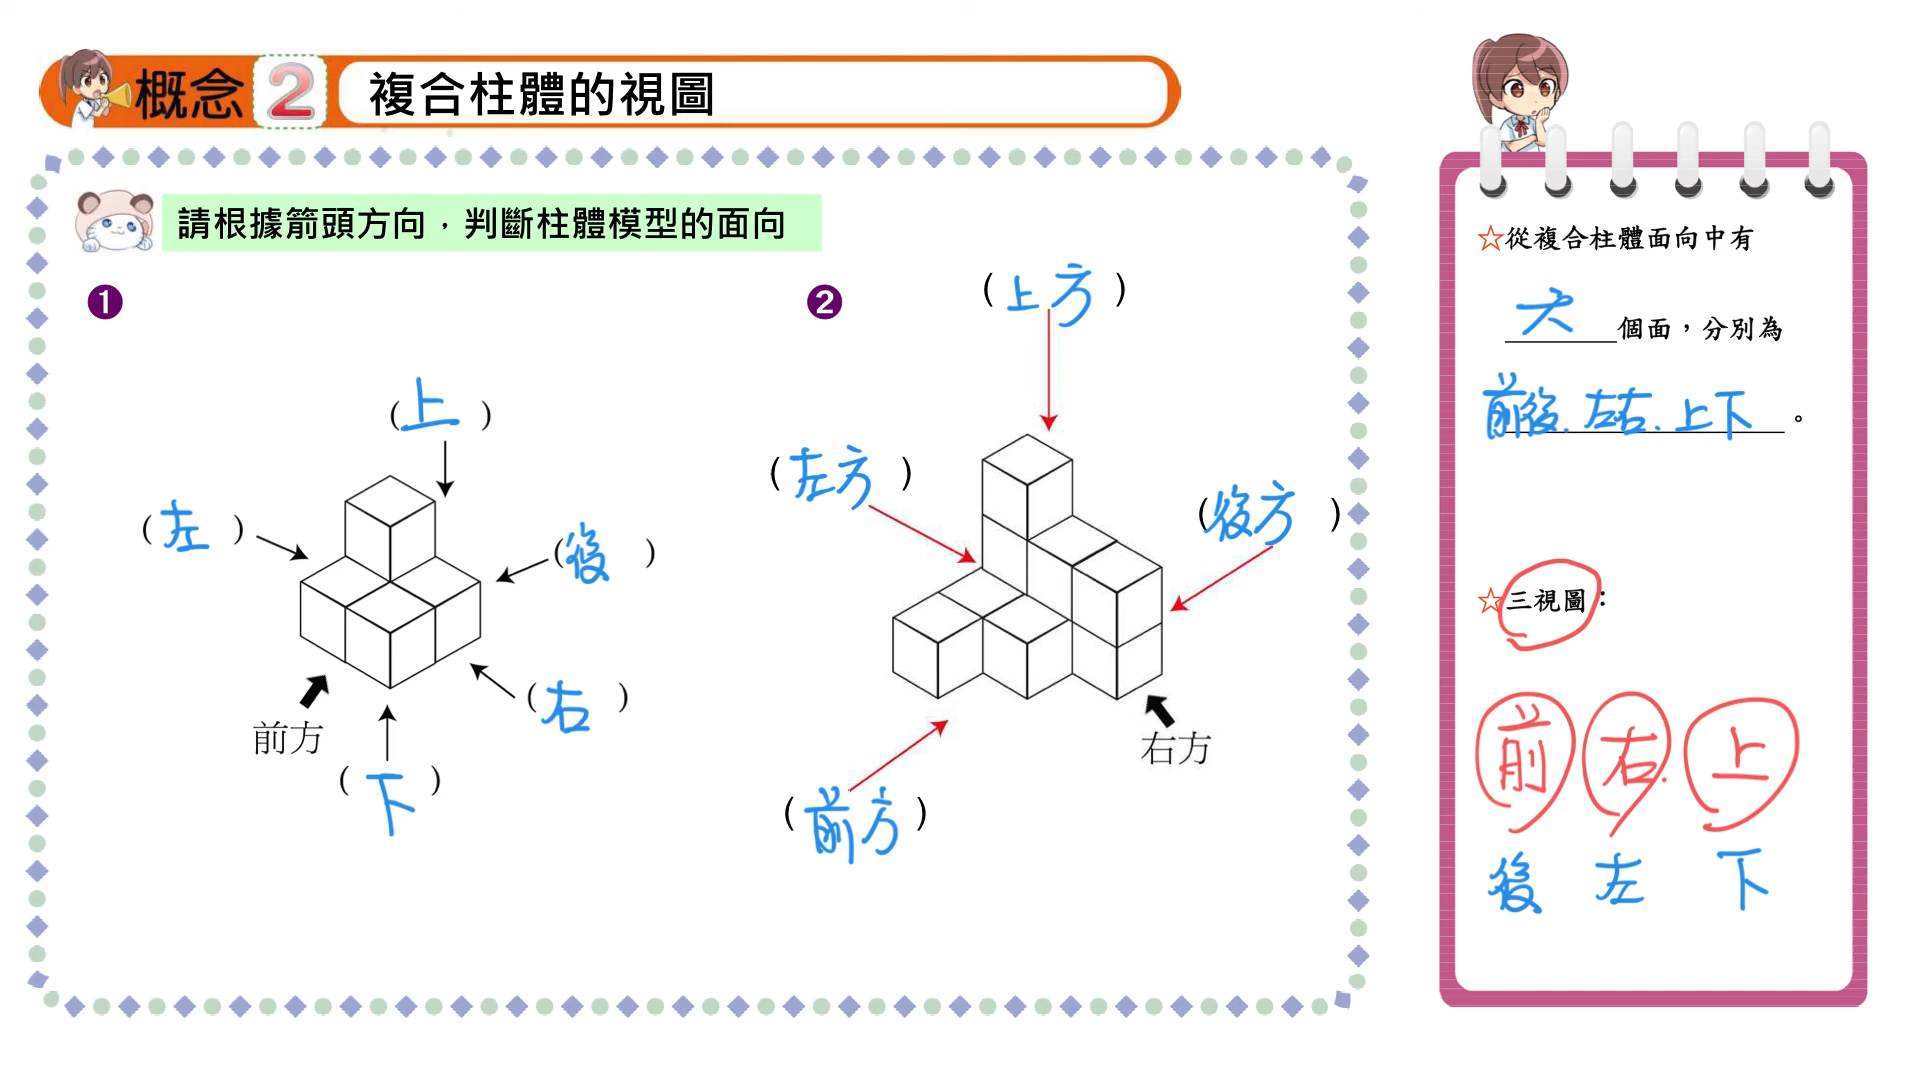 概念 2 複合柱體的視圖
請根據箭頭方向，判斷柱體模型的面向
❶
(上)
(左)
(後)
前方
(右)
(下)
❷
(上方)
(左方)
(後方)
右方
(前方)
☆從複合柱體面向中有
六個面，分別為
前後.左右.上下。
☆三視圖：
前 右 上
後 左 下